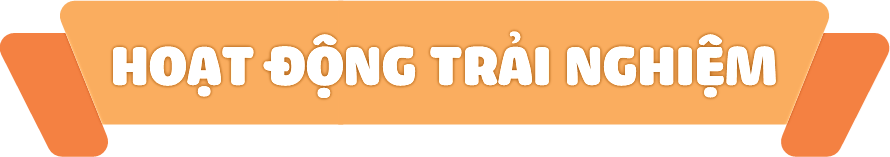 HOẠT ĐỘNG TRẢI NGHIỆM